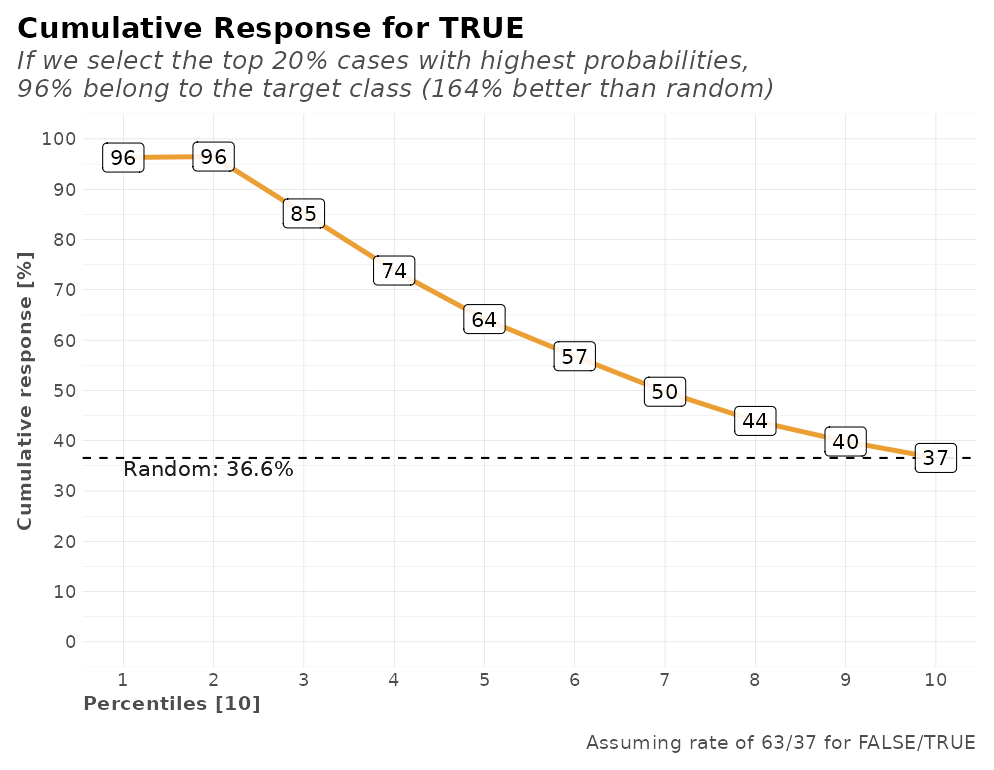 Cumulative Response for TRUE
If we select the top 20% cases with highest probabilities,
96% belong to the target class (164% better than random)
Cumulative response [%]
100
90
80
70
60
50
40
30
20
10
0
96
96
85
74
64
57
50
44
40
37
Random: 36.6%
1 2 3 4 5 6 7 8 9 10
Percentiles [10]
Assuming rate of 63/37 for FALSE/TRUE